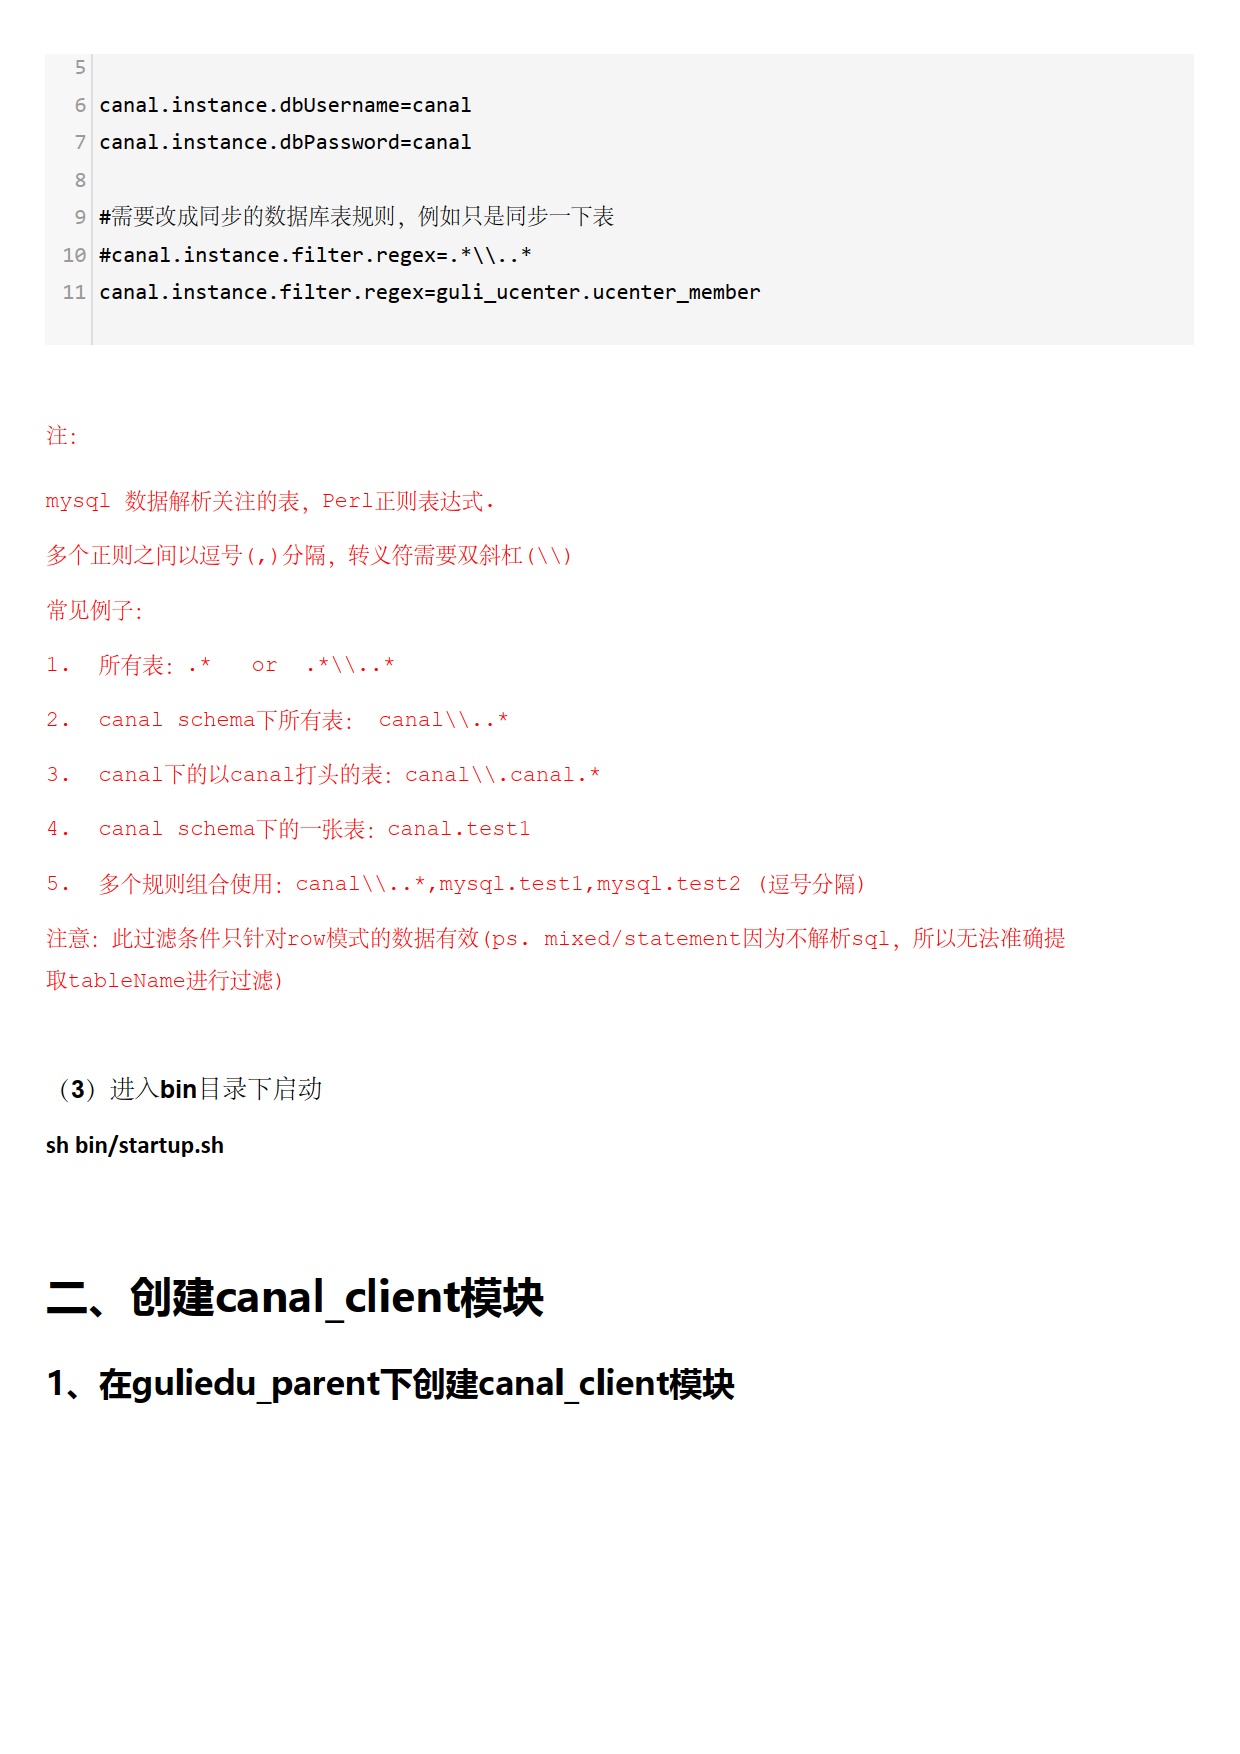 5
6 canal.instance.dbUsername=canal
7 canal.instance.dbPassword=canal
8
9 #需要改成同步的数据库表规则，例如只是同步一下表
10 #canal.instance.filter.regex=.*\\..*
11 canal.instance.filter.regex=guli_ucenter.ucenter_member
注：
mysql 数据解析关注的表，Perl正则表达式.
多个正则之间以逗号(,)分隔，转义符需要双斜杠(\\)
常见例子：
1. 所有表：.* or .*\\..*
2. canal schema下所有表： canal\\..*
3. canal下的以canal打头的表：canal\\.canal.*
4. canal schema下的一张表：canal.test1
5. 多个规则组合使用：canal\\..*,mysql.test1,mysql.test2 (逗号分隔)
注意：此过滤条件只针对row模式的数据有效(ps. mixed/statement因为不解析sql，所以无法准确提
取tableName进行过滤)
（3）进入bin目录下启动
sh bin/startup.sh
二、创建canal_client模块
1、在guliedu_parent下创建canal_client模块